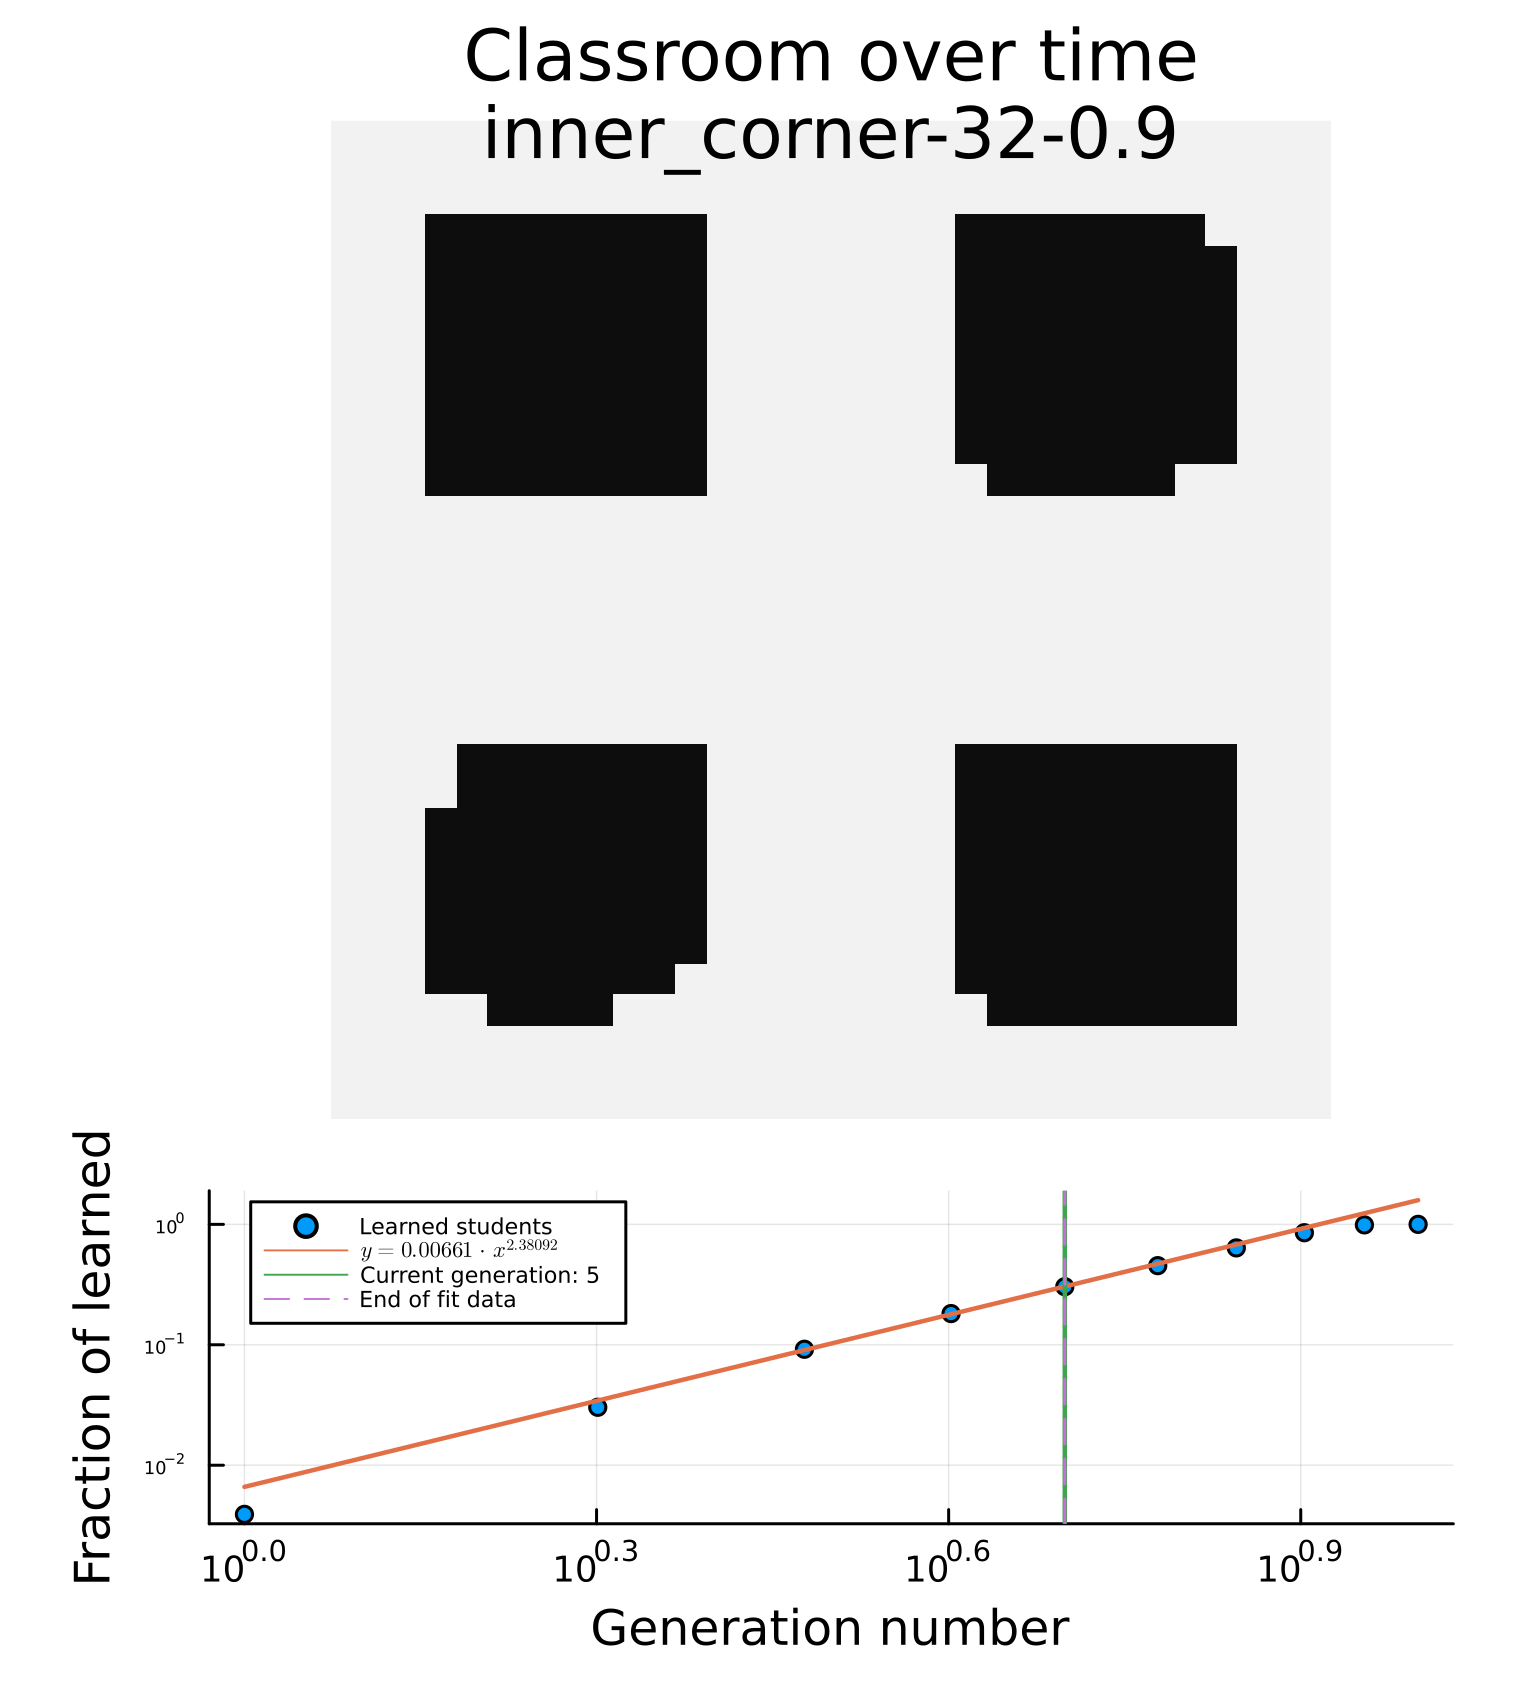 Classroom over time
inner_corner-32-0.9
Fraction of learned
10^0
10^−1
10^−2
Learned students
y = 0.00661 · x^2.38092
Current generation: 5
End of fit data
10^0.0
10^0.3
10^0.6
10^0.9
Generation number